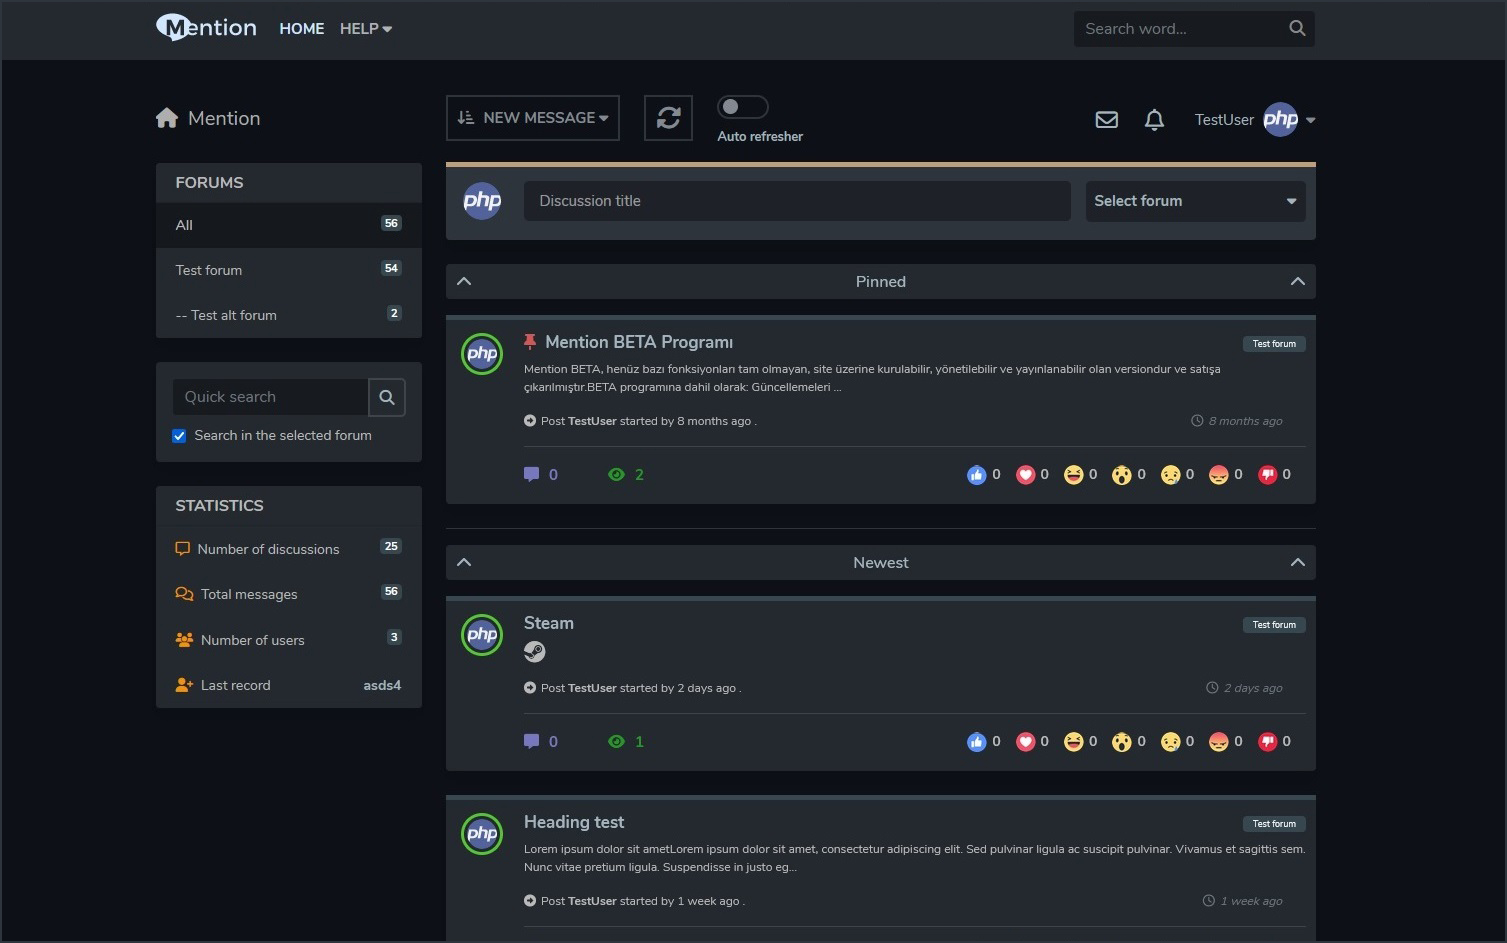 Mention
HOME
HELP
Search word...
Mention
NEW MESSAGE
Auto refresher
TestUser
php
FORUMS
All
56
Test forum
54
-- Test alt forum
2
Quick search
Search in the selected forum
STATISTICS
Number of discussions
25
Total messages
56
Number of users
3
Last record
asds4
php
Discussion title
Select forum
Pinned
php
Mention BETA Programı
Test forum
Mention BETA, henüz bazı fonksiyonları tam olmayan, site üzerine kurulabilir, yönetilebilir ve yayınlanabilir olan versiondur ve satışa
çıkarılmıştır.BETA programına dahil olarak: Güncellemeleri ...
Post TestUser started by 8 months ago .
8 months ago
0
2
0
0
0
0
0
0
0
Newest
php
Steam
Test forum
Post TestUser started by 2 days ago .
2 days ago
0
1
0
0
0
0
0
0
0
php
Heading test
Test forum
Lorem ipsum dolor sit ametLorem ipsum dolor sit amet, consectetur adipiscing elit. Sed pulvinar ligula ac suscipit pulvinar. Vivamus et sagittis sem.
Nunc vitae pretium ligula. Suspendisse in justo eg...
Post TestUser started by 1 week ago .
1 week ago